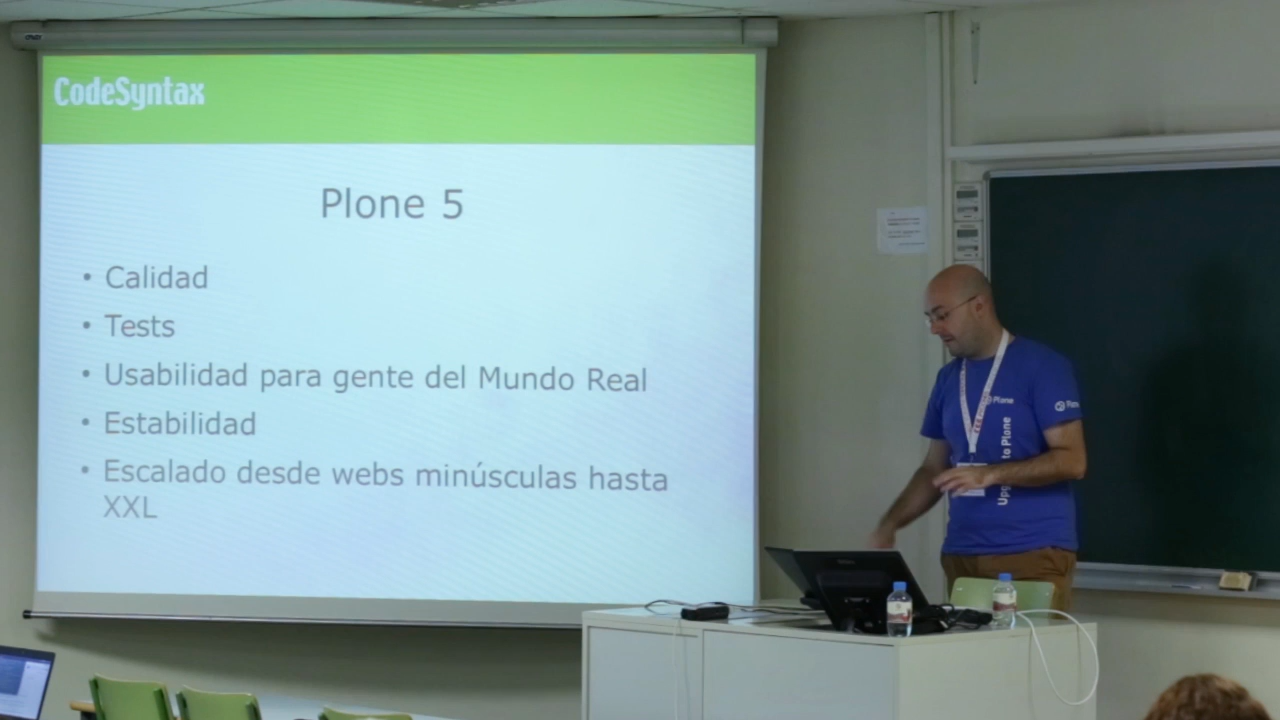 CodeSyntax
Plone 5
• Calidad
• Tests
• Usabilidad para gente del Mundo Real
• Estabilidad
• Escalado desde webs minúsculas hasta
XXL
Plone
to Plone